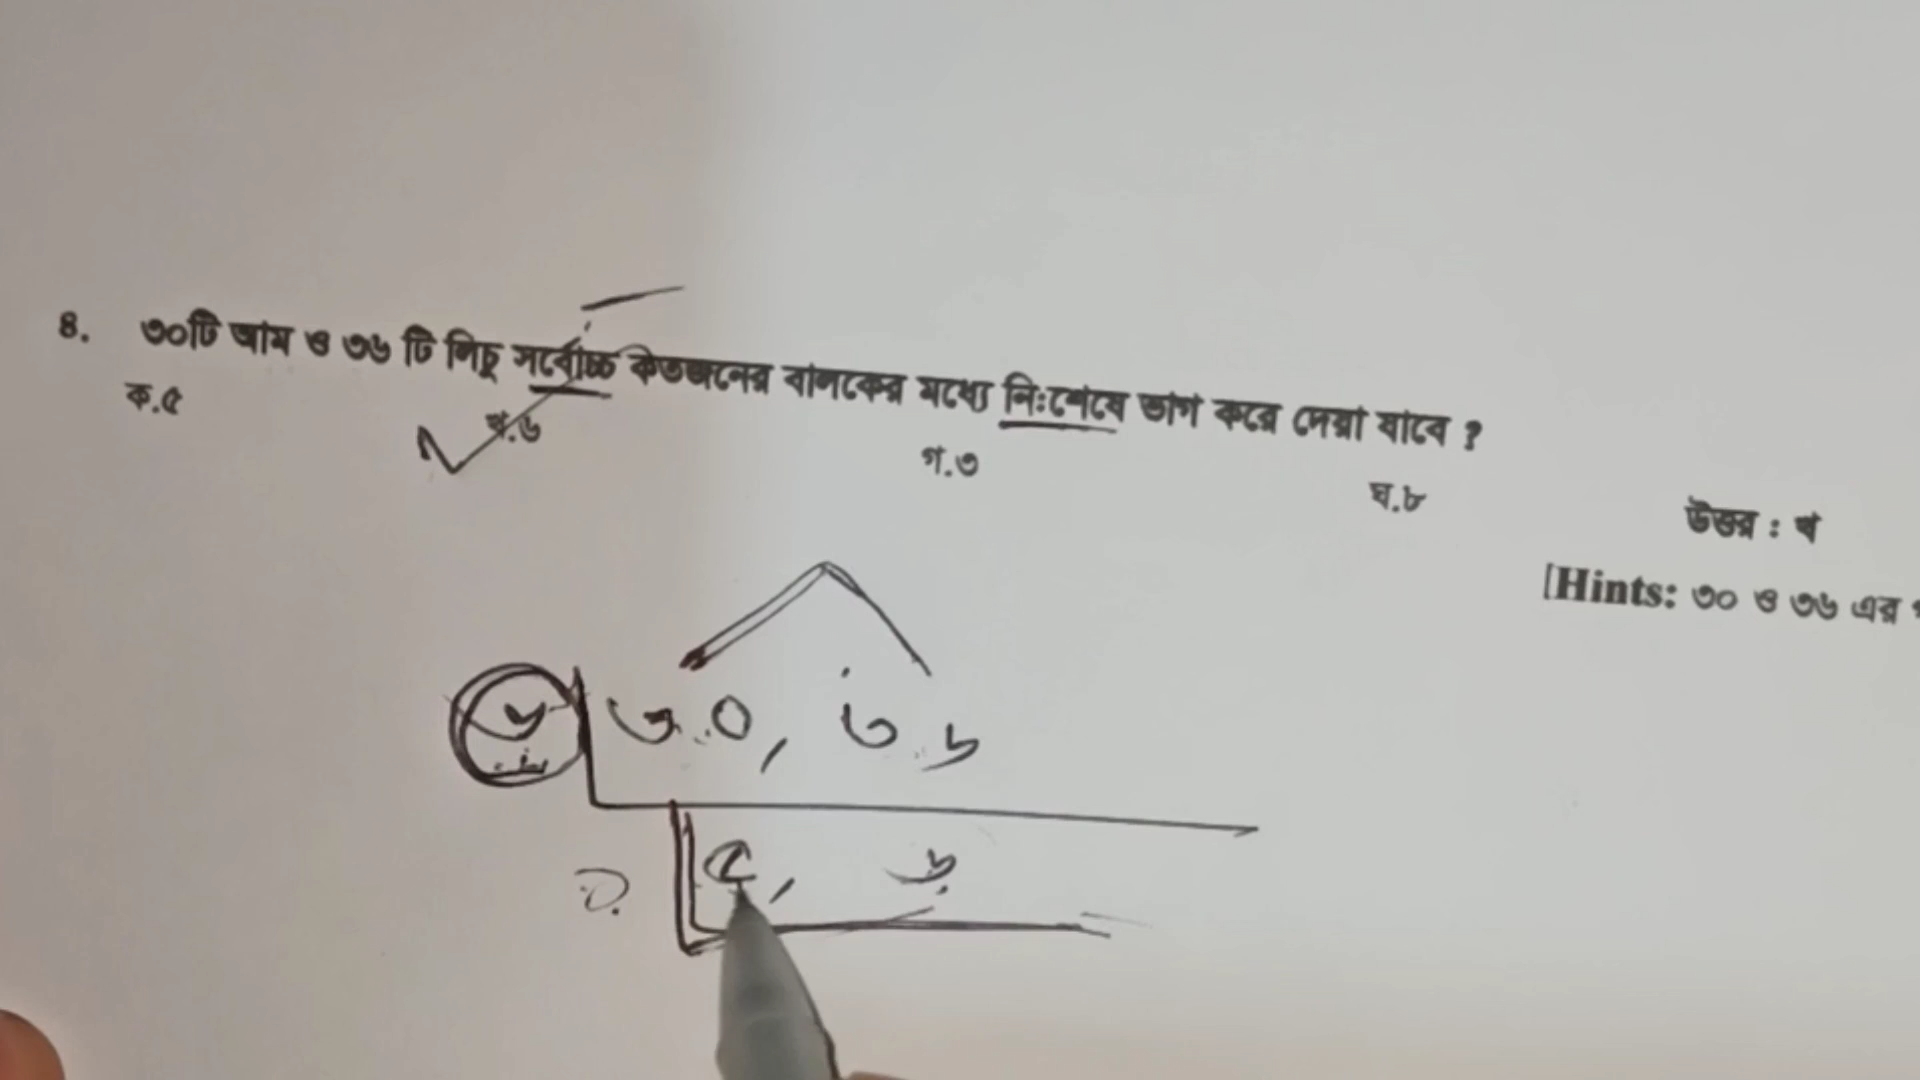 ৪. ৩০টি আম ও ৩৬ টি লিচু সর্বোচ্চ কতজনের বালকের মধ্যে নিঃশেষে ভাগ করে দেয়া যাবে ?
ক.৫ খ.৬ গ.৩ ঘ.৮
উত্তর : খ
[Hints: ৩০ ও ৩৬ এর
৬ ৩০, ৩৬
৫, ৬